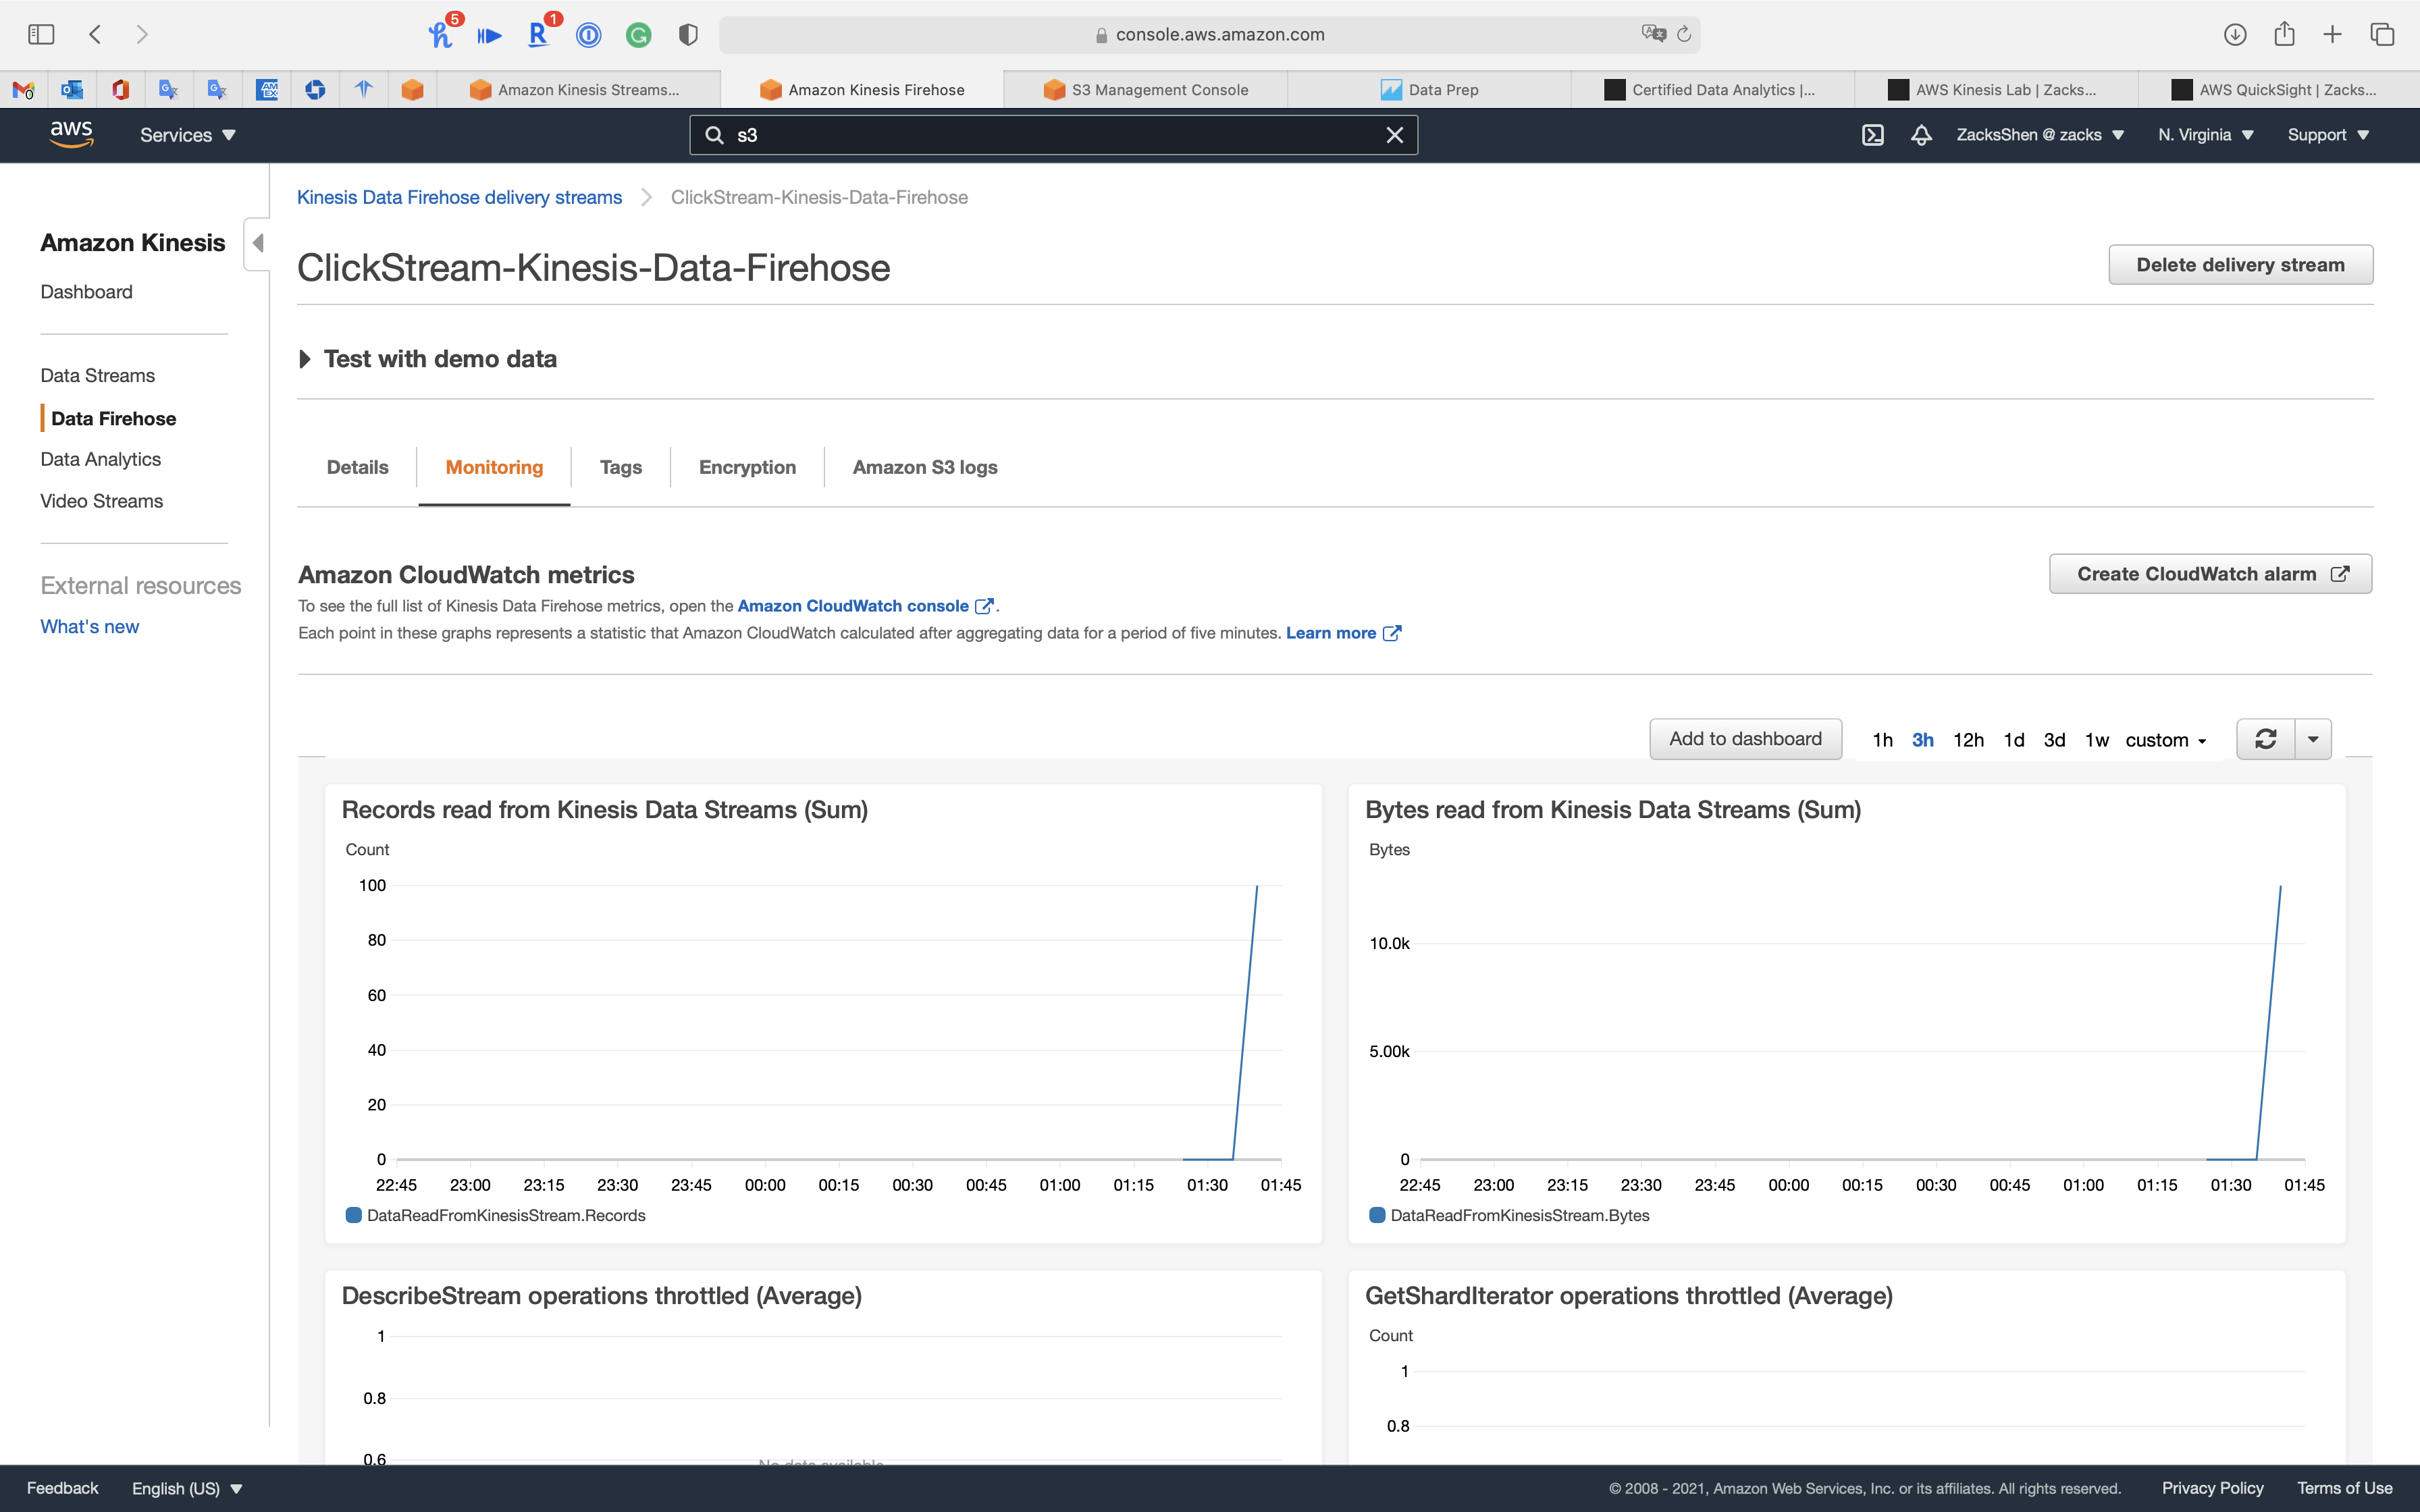 5
1
console.aws.amazon.com
Amazon Kinesis Streams...
Amazon Kinesis Firehose
S3 Management Console
Data Prep
Certified Data Analytics |...
AWS Kinesis Lab | Zacks...
AWS QuickSight | Zacks...
aws
Services
s3
ZacksShen @ zacks
N. Virginia
Support
Kinesis Data Firehose delivery streams
ClickStream-Kinesis-Data-Firehose
Amazon Kinesis
Dashboard
Data Streams
Data Firehose
Data Analytics
Video Streams
External resources
What's new
ClickStream-Kinesis-Data-Firehose
Delete delivery stream
Test with demo data
Details
Monitoring
Tags
Encryption
Amazon S3 logs
Amazon CloudWatch metrics
Create CloudWatch alarm
To see the full list of Kinesis Data Firehose metrics, open the Amazon CloudWatch console .
Each point in these graphs represents a statistic that Amazon CloudWatch calculated after aggregating data for a period of five minutes. Learn more
Add to dashboard
1h 3h 12h 1d 3d 1w custom
Records read from Kinesis Data Streams (Sum)
Count
100
80
60
40
20
0
22:45 23:00 23:15 23:30 23:45 00:00 00:15 00:30 00:45 01:00 01:15 01:30 01:45
DataReadFromKinesisStream.Records
Bytes read from Kinesis Data Streams (Sum)
Bytes
10.0k
5.00k
0
22:45 23:00 23:15 23:30 23:45 00:00 00:15 00:30 00:45 01:00 01:15 01:30 01:45
DataReadFromKinesisStream.Bytes
DescribeStream operations throttled (Average)
1
0.8
0.6
No data available
GetShardIterator operations throttled (Average)
Count
1
0.8
Feedback
English (US)
© 2008 - 2021, Amazon Web Services, Inc. or its affiliates. All rights reserved.
Privacy Policy
Terms of Use